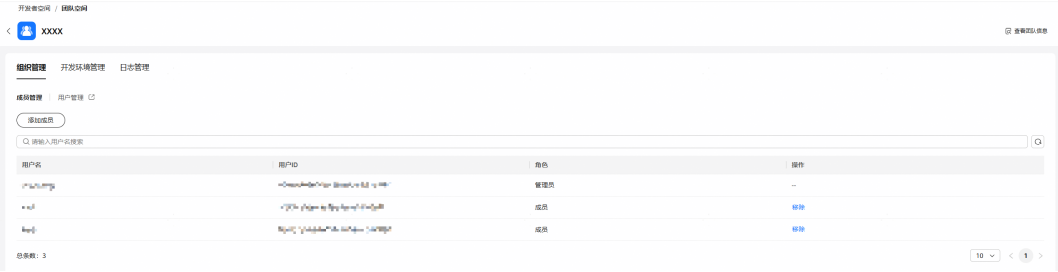 开发者空间 / 团队空间
XXXX
查看团队信息
组织管理 开发环境管理 日志管理
成员管理 用户管理
添加成员
请输入用户名搜索
用户名 用户ID 角色 操作
管理员 --
成员 移除
成员 移除
总条数：3 10 1